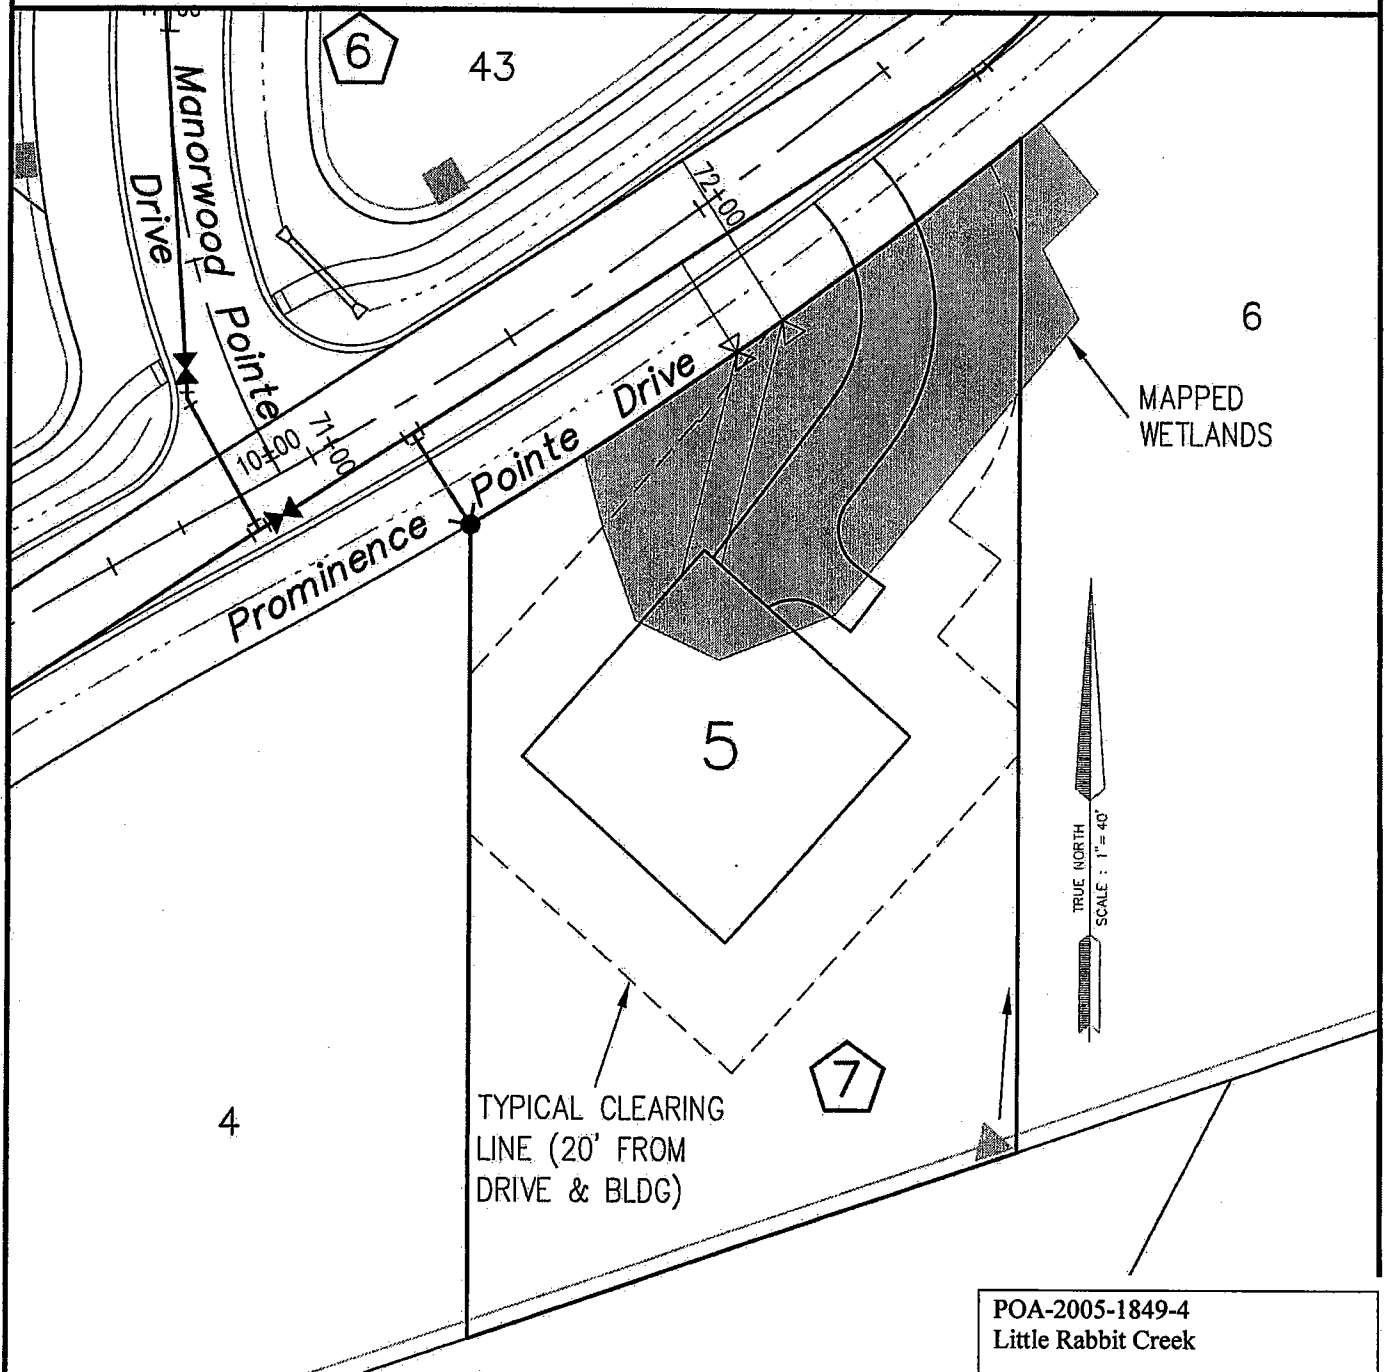 6
43
Manorwood Pointe
Drive
72+00
6
MAPPED
WETLANDS
Prominence Pointe Drive
10+00
71+00
5
TRUE NORTH
SCALE : 1"= 40'
7
4
TYPICAL CLEARING
LINE (20' FROM
DRIVE & BLDG)
POA-2005-1849-4
Little Rabbit Creek